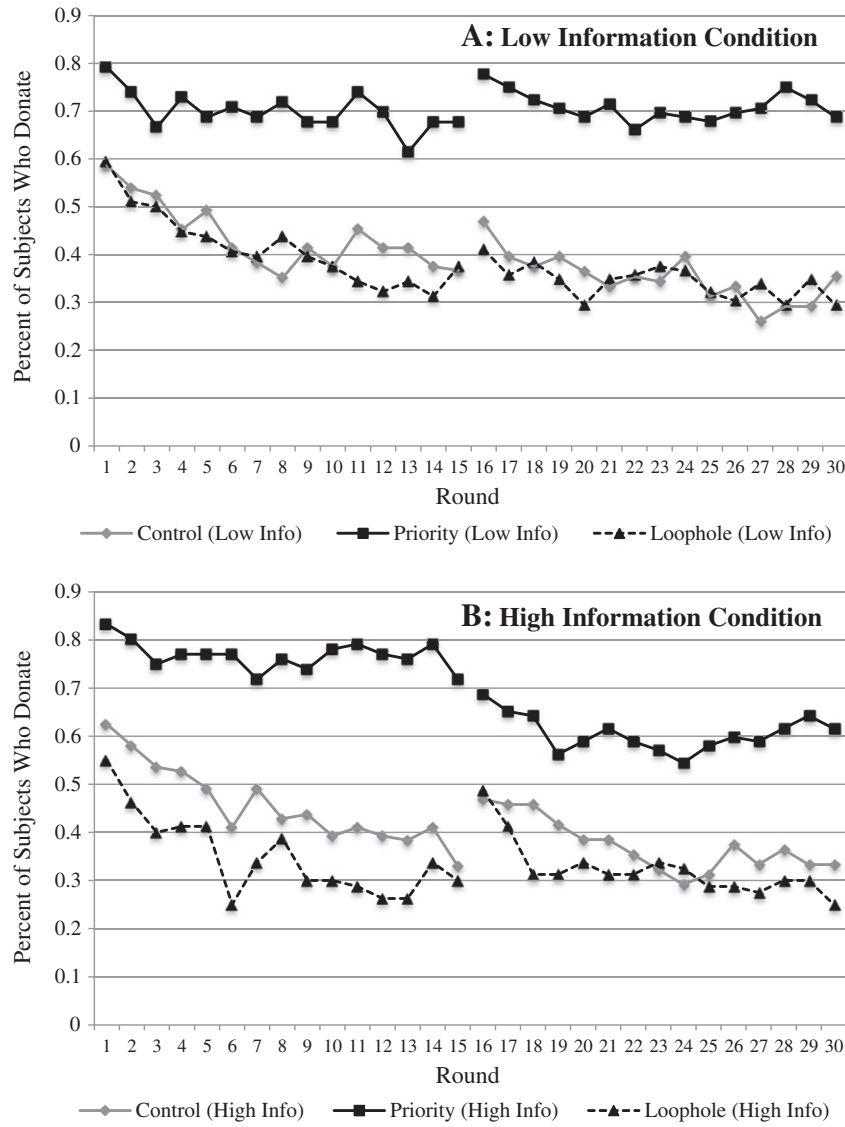 A: Low Information Condition
Percent of Subjects Who Donate
0.9
0.8
0.7
0.6
0.5
0.4
0.3
0.2
0.1
0
1 2 3 4 5 6 7 8 9 10 11 12 13 14 15 16 17 18 19 20 21 22 23 24 25 26 27 28 29 30
Round
Control (Low Info) Priority (Low Info) Loophole (Low Info)
B: High Information Condition
Percent of Subjects Who Donate
0.9
0.8
0.7
0.6
0.5
0.4
0.3
0.2
0.1
0
1 2 3 4 5 6 7 8 9 10 11 12 13 14 15 16 17 18 19 20 21 22 23 24 25 26 27 28 29 30
Round
Control (High Info) Priority (High Info) Loophole (High Info)